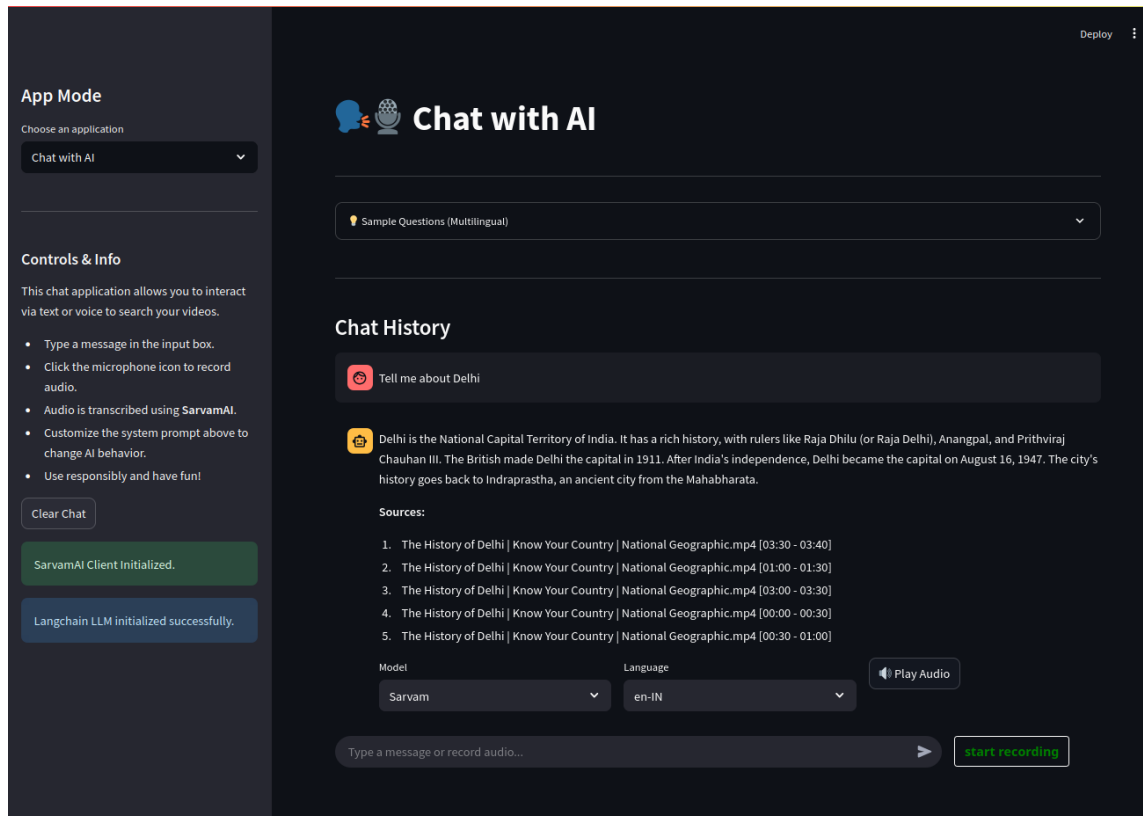 Deploy
App Mode
Choose an application
Chat with AI
Controls & Info
This chat application allows you to interact
via text or voice to search your videos.
• Type a message in the input box.
• Click the microphone icon to record
audio.
• Audio is transcribed using SarvamAI.
• Customize the system prompt above to
change AI behavior.
• Use responsibly and have fun!
Clear Chat
SarvamAI Client Initialized.
Langchain LLM initialized successfully.
Chat with AI
Sample Questions (Multilingual)
Chat History
Tell me about Delhi
Delhi is the National Capital Territory of India. It has a rich history, with rulers like Raja Dhilu (or Raja Delhi), Anangpal, and Prithviraj
Chauhan III. The British made Delhi the capital in 1911. After India's independence, Delhi became the capital on August 16, 1947. The city's
history goes back to Indraprastha, an ancient city from the Mahabharata.
Sources:
1. The History of Delhi | Know Your Country | National Geographic.mp4 [03:30 - 03:40]
2. The History of Delhi | Know Your Country | National Geographic.mp4 [01:00 - 01:30]
3. The History of Delhi | Know Your Country | National Geographic.mp4 [03:00 - 03:30]
4. The History of Delhi | Know Your Country | National Geographic.mp4 [00:00 - 00:30]
5. The History of Delhi | Know Your Country | National Geographic.mp4 [00:30 - 01:00]
Model
Language
Sarvam
en-IN
Play Audio
Type a message or record audio...
start recording